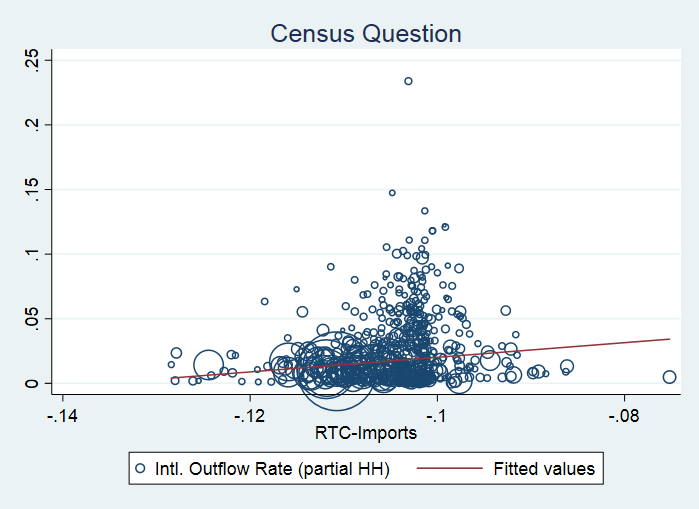 Census Question
.25
.2
.15
.1
.05
0
-.14
-.12
-.1
-.08
RTC-Imports
Intl. Outflow Rate (partial HH)
Fitted values